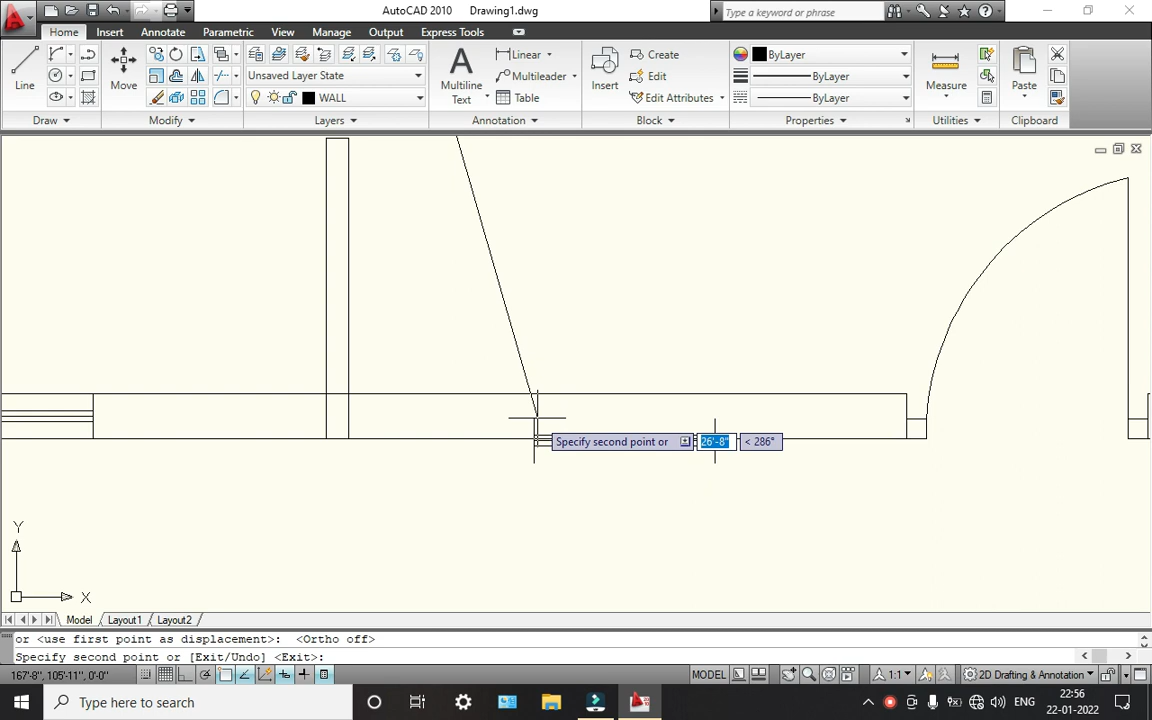 AutoCAD 2010 Drawing1.dwg Type a keyword or phrase
Home Insert Annotate Parametric View Manage Output Express Tools
Line Move Unsaved Layer State WALL Multiline Text Linear Multileader Table Insert Create Edit Edit Attributes ByLayer ByLayer ByLayer Measure Paste
Draw Modify Layers Annotation Block Properties Utilities Clipboard
Specify second point or 26'-8" < 286°
Y
X
Model Layout1 Layout2
or <use first point as displacement>: <Ortho off>
Specify second point or [Exit/Undo] <Exit>:
167'-8", 105'-11", 0'-0" MODEL 1:1 2D Drafting & Annotation
Type here to search ENG 22:56
22-01-2022